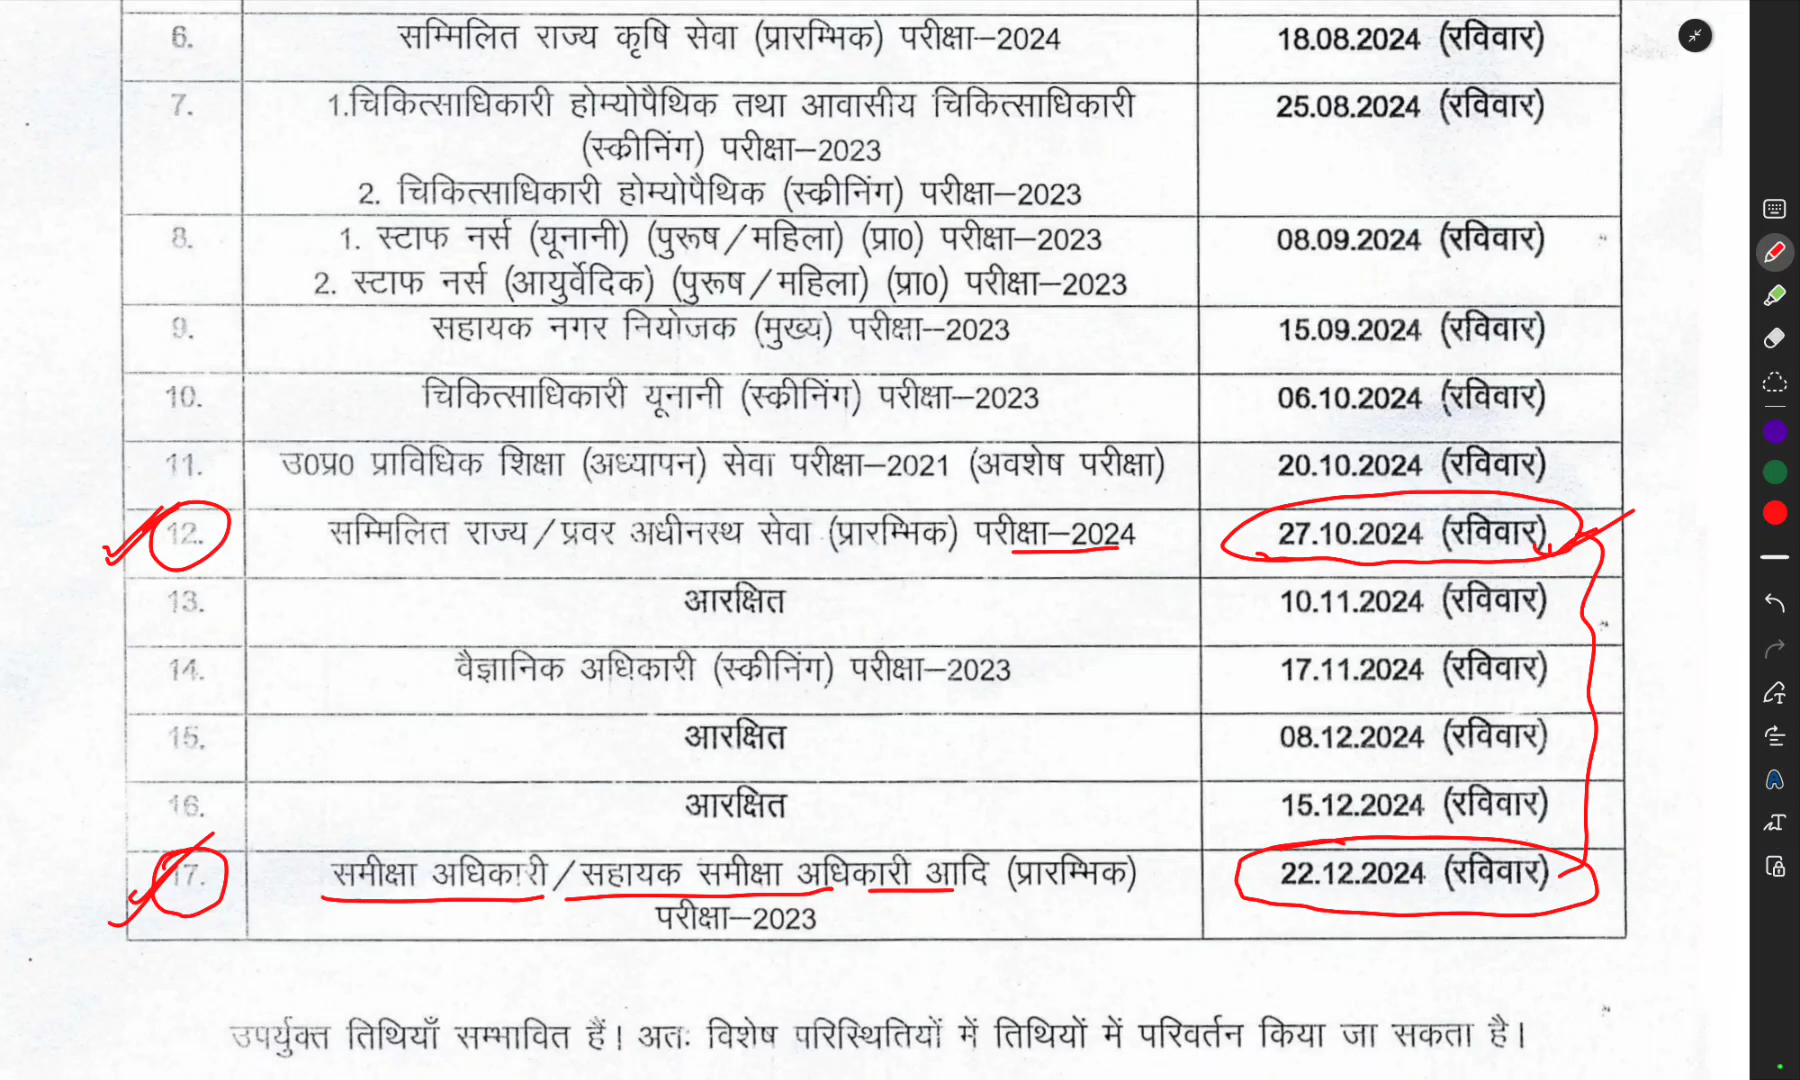 6. सम्मिलित राज्य कृषि सेवा (प्रारम्भिक) परीक्षा–2024 18.08.2024 (रविवार)
7. 1.चिकित्साधिकारी होम्योपैथिक तथा आवासीय चिकित्साधिकारी 25.08.2024 (रविवार)
(स्क्रीनिंग) परीक्षा–2023
2. चिकित्साधिकारी होम्योपैथिक (स्क्रीनिंग) परीक्षा–2023
8. 1. स्टाफ नर्स (यूनानी) (पुरूष/महिला) (प्रा0) परीक्षा–2023 08.09.2024 (रविवार)
2. स्टाफ नर्स (आयुर्वेदिक) (पुरूष/महिला) (प्रा0) परीक्षा–2023
9. सहायक नगर नियोजक (मुख्य) परीक्षा–2023 15.09.2024 (रविवार)
10. चिकित्साधिकारी यूनानी (स्क्रीनिंग) परीक्षा–2023 06.10.2024 (रविवार)
11. उ0प्र0 प्राविधिक शिक्षा (अध्यापन) सेवा परीक्षा–2021 (अवशेष परीक्षा) 20.10.2024 (रविवार)
12. सम्मिलित राज्य/प्रवर अधीनस्थ सेवा (प्रारम्भिक) परीक्षा–2024 27.10.2024 (रविवार)
13. आरक्षित 10.11.2024 (रविवार)
14. वैज्ञानिक अधिकारी (स्क्रीनिंग) परीक्षा–2023 17.11.2024 (रविवार)
15. आरक्षित 08.12.2024 (रविवार)
16. आरक्षित 15.12.2024 (रविवार)
17. समीक्षा अधिकारी/सहायक समीक्षा अधिकारी आदि (प्रारम्भिक) 22.12.2024 (रविवार)
परीक्षा–2023
उपर्युक्त तिथियाँ सम्भावित हैं। अतः विशेष परिस्थितियों में तिथियों में परिवर्तन किया जा सकता है।